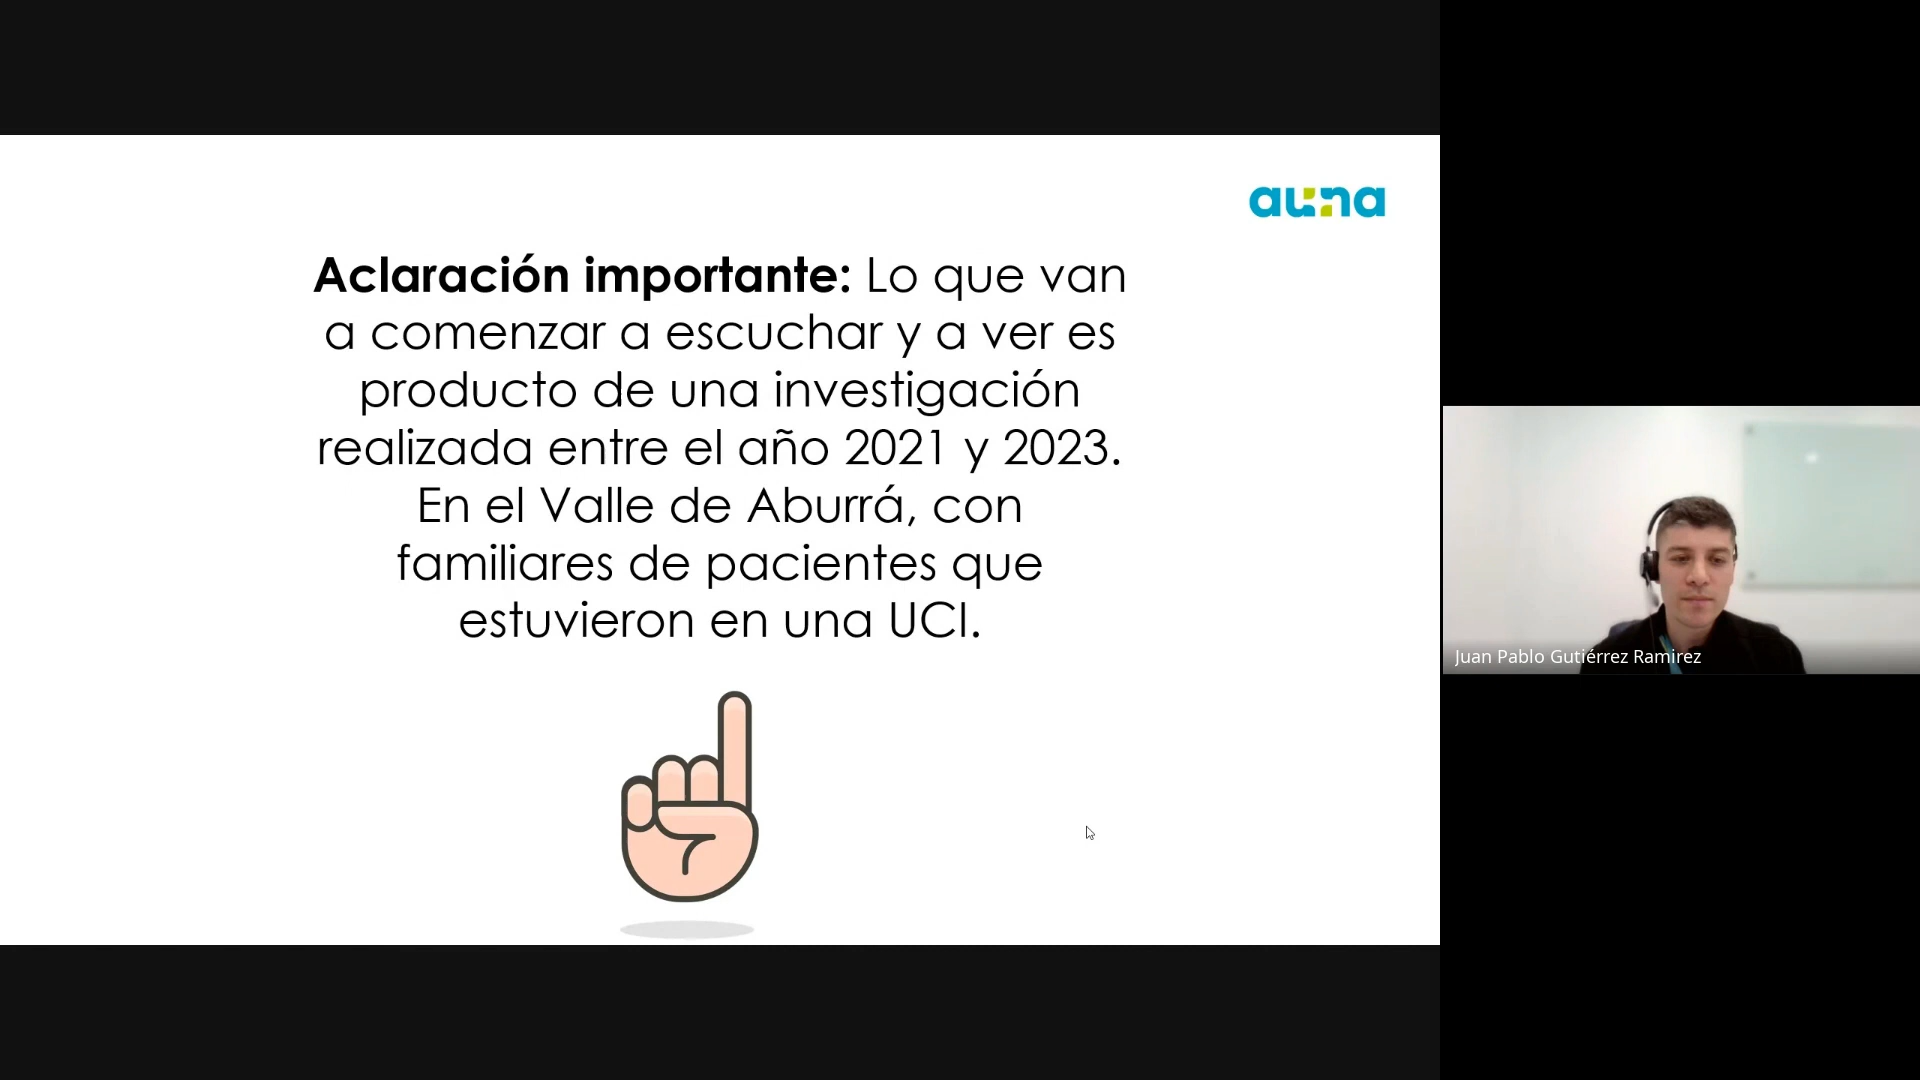 auna
Aclaración importante: Lo que van
a comenzar a escuchar y a ver es
producto de una investigación
realizada entre el año 2021 y 2023.
En el Valle de Aburrá, con
familiares de pacientes que
estuvieron en una UCI.
Juan Pablo Gutiérrez Ramirez